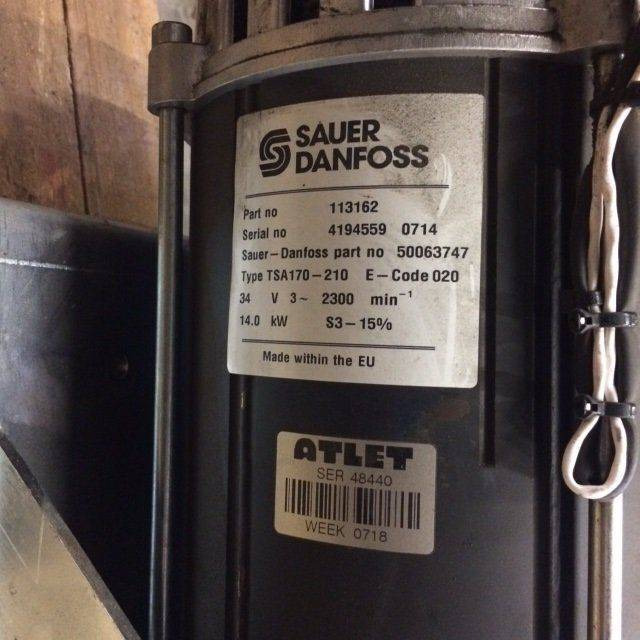 SAUER
DANFOSS
Part no 113162
Serial no 4194559 0714
Sauer-Danfoss part no 50063747
Type TSA170-210 E-Code 020
34 V 3~ 2300 min⁻¹
14.0 kW S3-15%
Made within the EU
ATLET
SER 48440
WEEK 0718